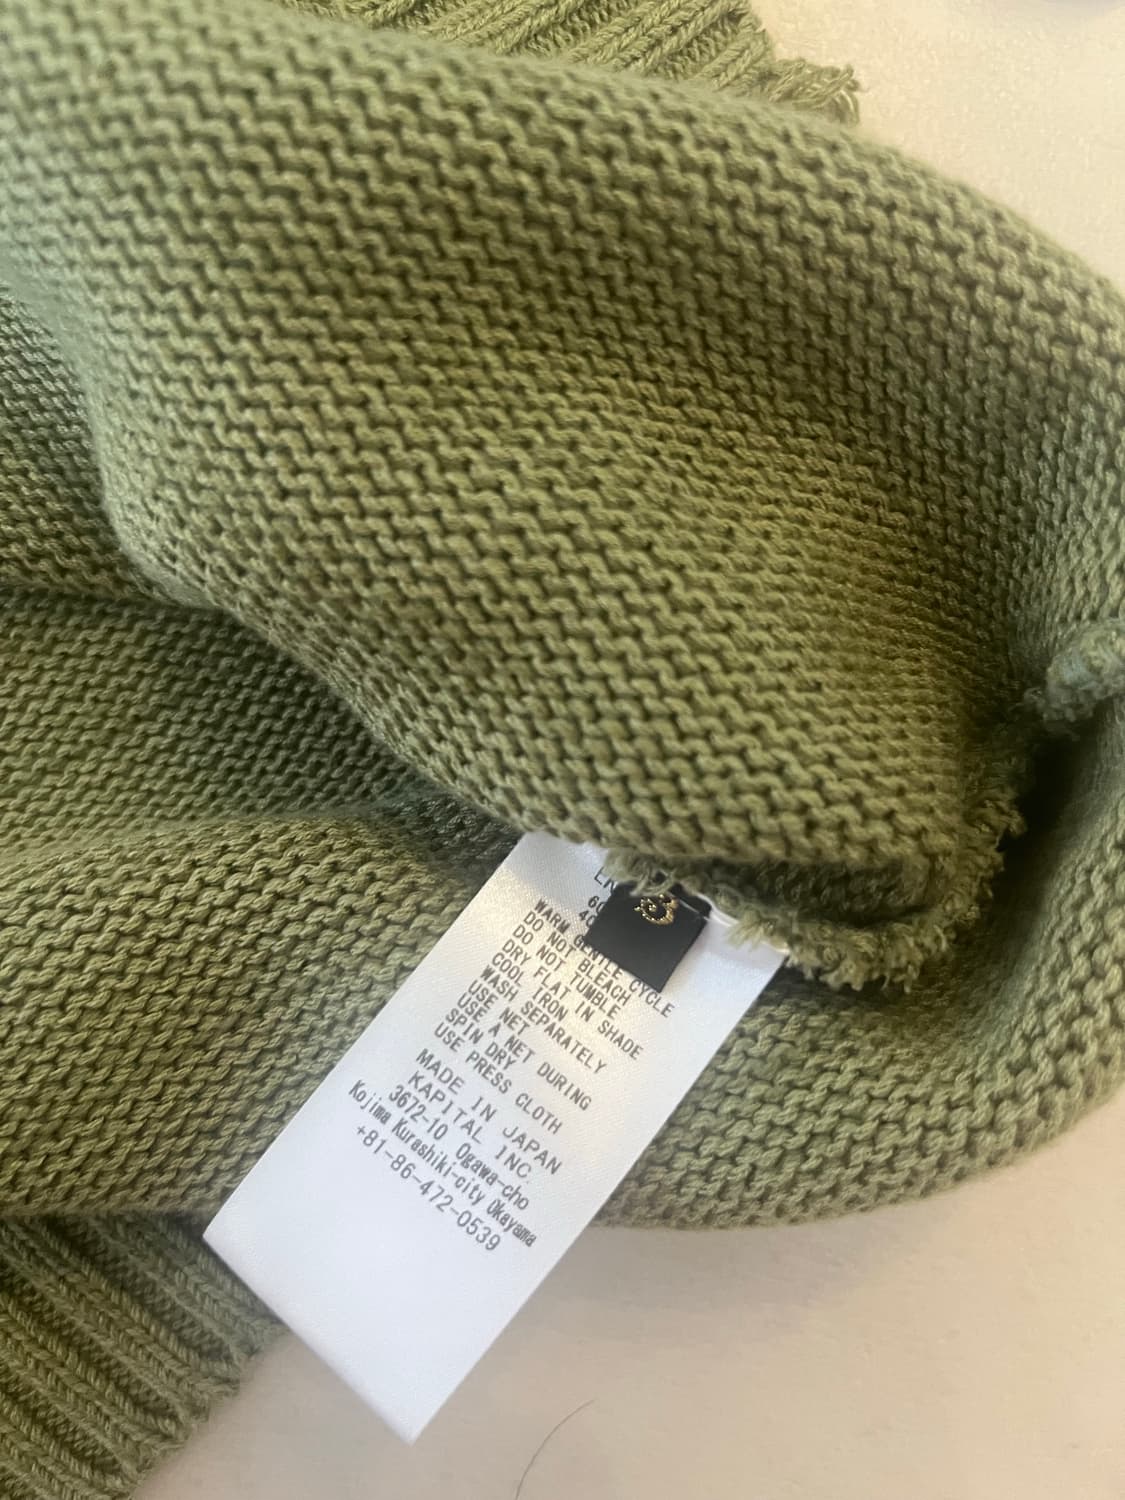 3
WARM GENTLE CYCLE
DO NOT BLEACH
DO NOT TUMBLE
DRY FLAT IN SHADE
COOL IRON
WASH SEPARATELY
USE NET
USE A NET DURING
SPIN DRY
USE PRESS CLOTH
MADE IN JAPAN
KAPITAL INC.
3672-10 Ogawa-cho
Kojima Kurashiki-city Okayama
+81-86-472-0539